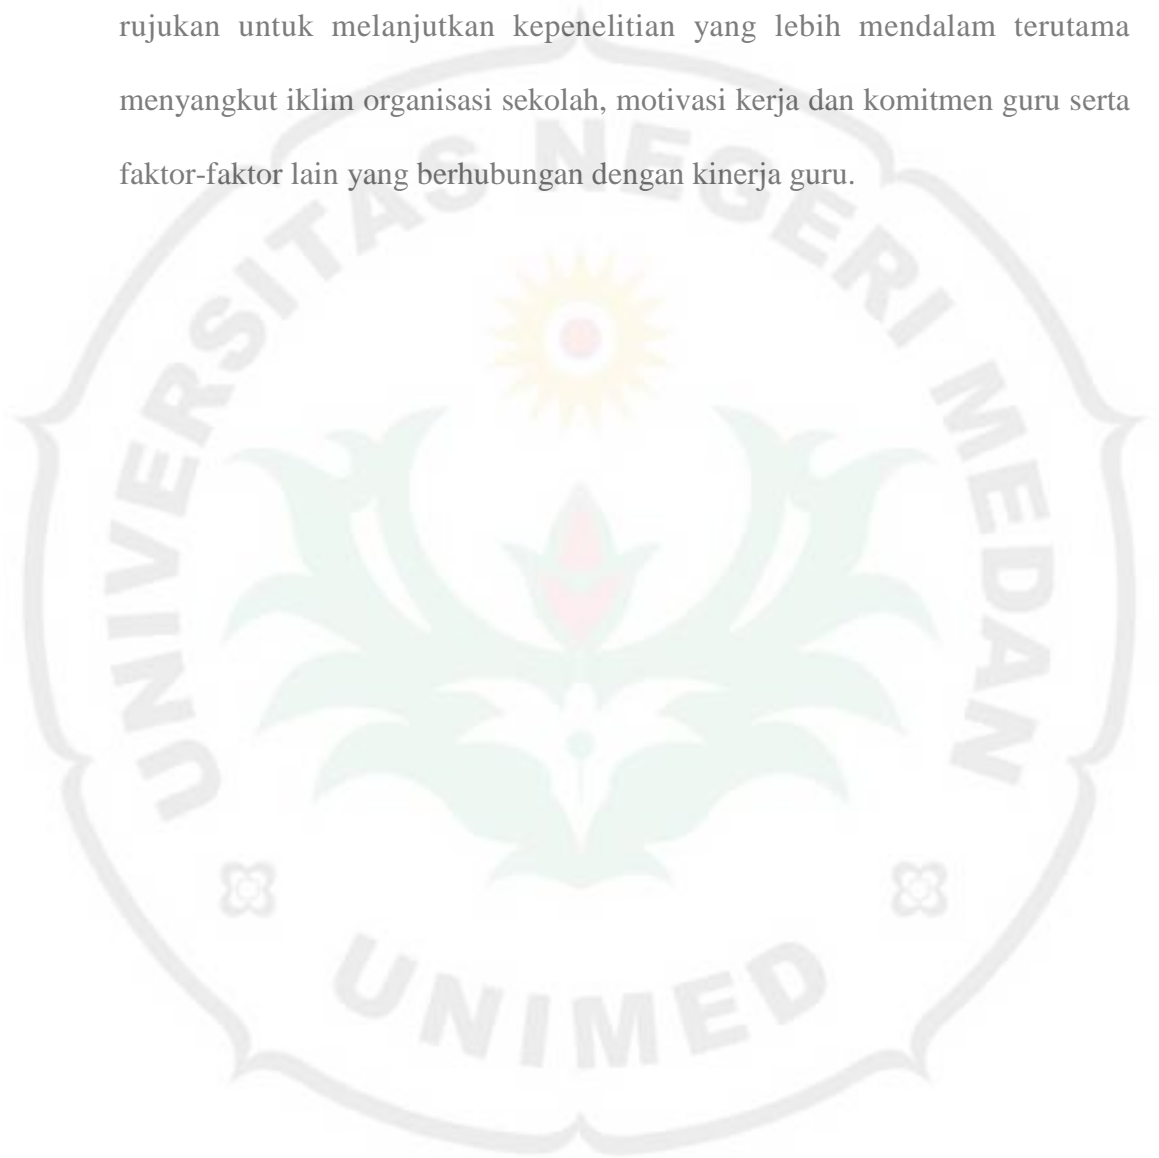 rujukan untuk melanjutkan kepenelitian yang lebih mendalam terutama
menyangkut iklim organisasi sekolah, motivasi kerja dan komitmen guru serta
faktor-faktor lain yang berhubungan dengan kinerja guru.
UNIVERSITAS NEGERI MEDAN
UNIMED